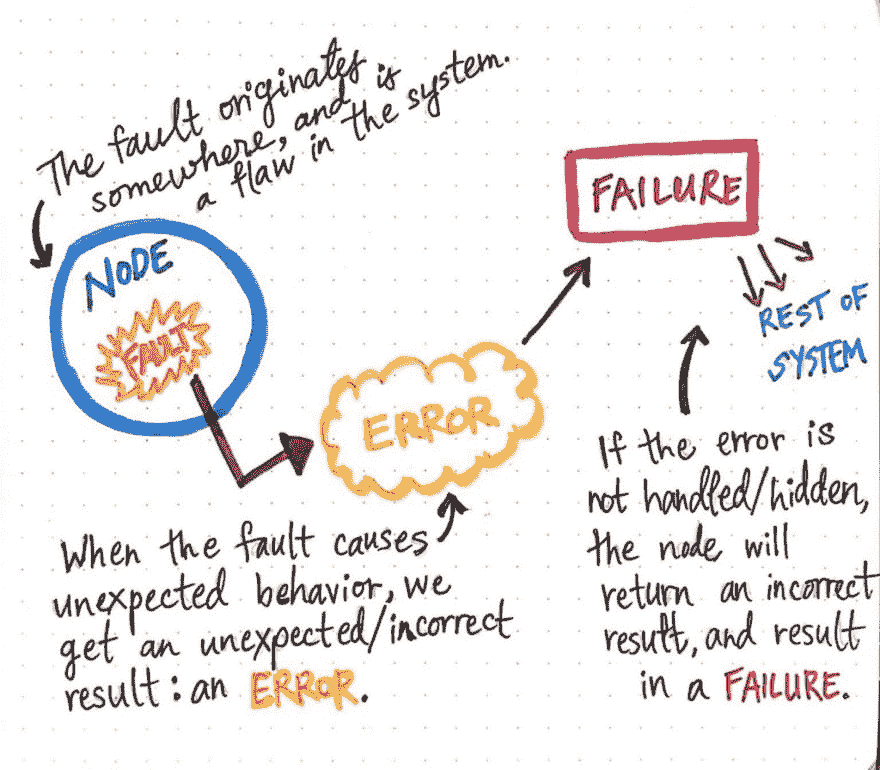 The fault originates
somewhere, and is
a flaw in the system.
NODE
FAULT
ERROR
FAILURE
REST OF
SYSTEM
When the fault causes
unexpected behavior, we
get an unexpected/incorrect
result: an ERROR.
If the error is
not handled/hidden,
the node will
return an incorrect
result, and result
in a FAILURE.